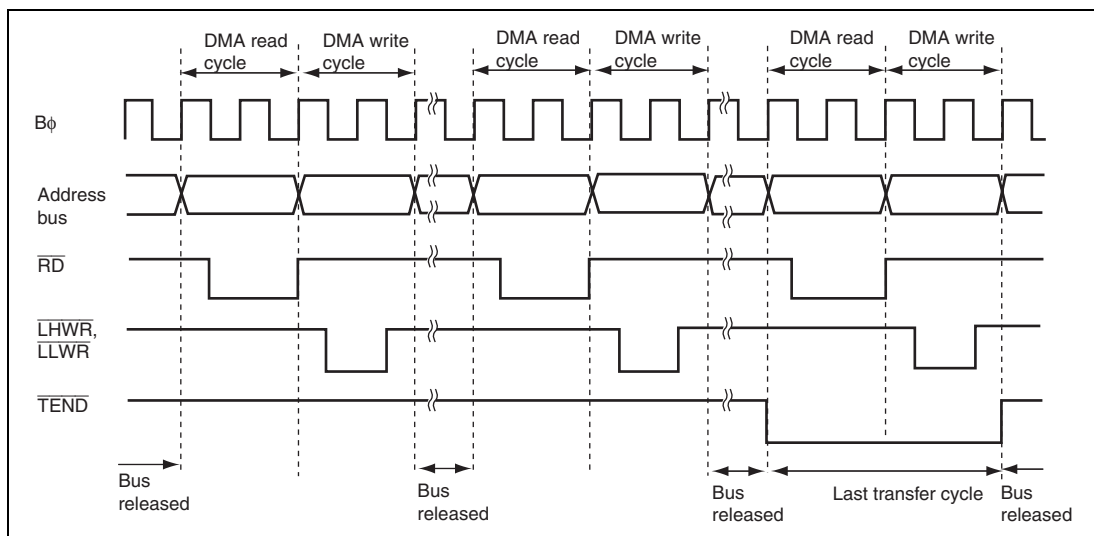 DMA read
cycle
DMA write
cycle
DMA read
cycle
DMA write
cycle
DMA read
cycle
DMA write
cycle
Bφ
Address
bus
RD
LHWR,
LLWR
TEND
Bus
released
Bus
released
Bus
released
Last transfer cycle
Bus
released